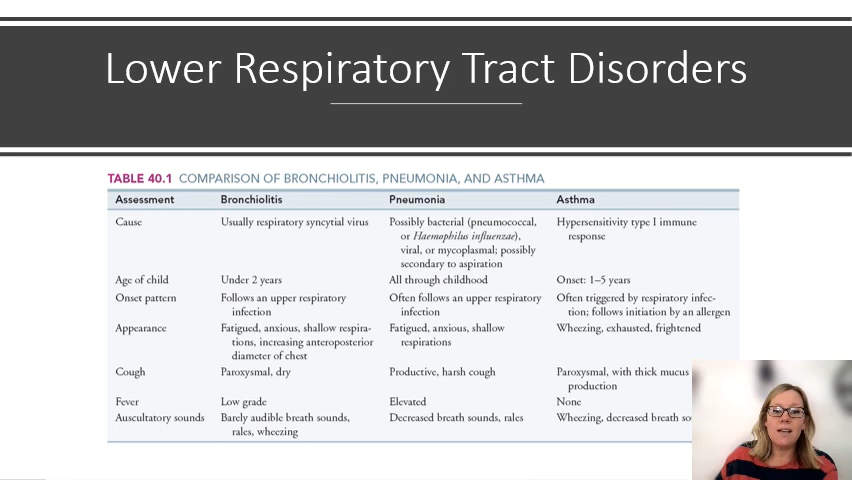 Lower Respiratory Tract Disorders
TABLE 40.1 COMPARISON OF BRONCHIOLITIS, PNEUMONIA, AND ASTHMA
Assessment Bronchiolitis Pneumonia Asthma
Cause Usually respiratory syncytial virus Possibly bacterial (pneumococcal, Hypersensitivity type I immune
or Haemophilus influenzae), response
viral, or mycoplasmal; possibly
secondary to aspiration
Age of child Under 2 years All through childhood Onset: 1–5 years
Onset pattern Follows an upper respiratory Often follows an upper respiratory Often triggered by respiratory infec-
infection infection tion; follows initiation by an allergen
Appearance Fatigued, anxious, shallow respira- Fatigued, anxious, shallow Wheezing, exhausted, frightened
tions, increasing anteroposterior respirations
diameter of chest
Cough Paroxysmal, dry Productive, harsh cough Paroxysmal, with thick mucus
production
Fever Low grade Elevated None
Auscultatory sounds Barely audible breath sounds, Decreased breath sounds, rales Wheezing, decreased breath so
rales, wheezing